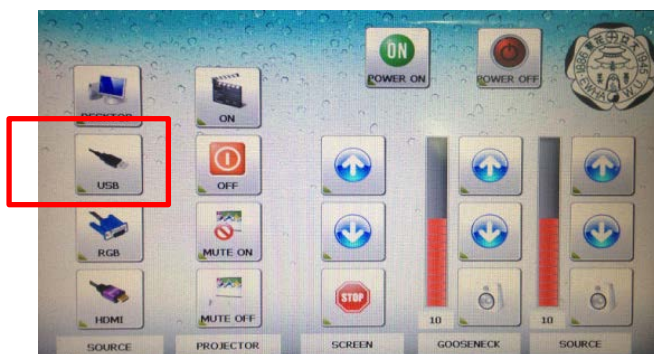 ON
POWER ON
POWER OFF
DESKTOP
ON
USB
OFF
RGB
MUTE ON
STOP
HDMI
MUTE OFF
10
10
SOURCE
PROJECTOR
SCREEN
GOOSENECK
SOURCE